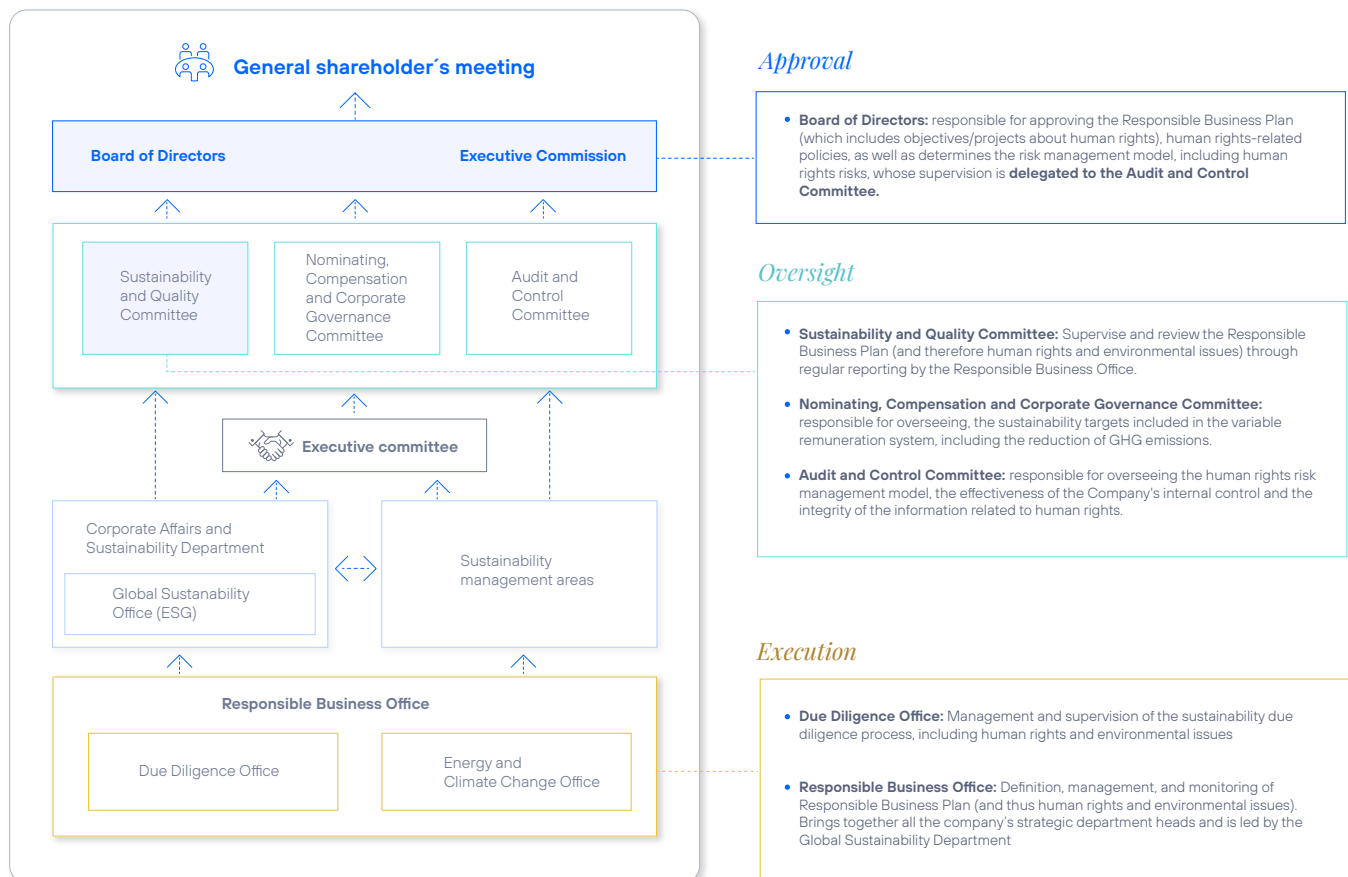 General shareholder´s meeting
Board of Directors
Executive Commission
Sustainability
and Quality
Committee
Nominating,
Compensation
and Corporate
Governance
Committee
Audit and
Control
Committee
Executive committee
Corporate Affairs and
Sustainability Department
Global Sustanability
Office (ESG)
Sustainability
management areas
Responsible Business Office
Due Diligence Office
Energy and
Climate Change Office
Approval
• Board of Directors: responsible for approving the Responsible Business Plan
(which includes objectives/projects about human rights), human rights-related
policies, as well as determines the risk management model, including human
rights risks, whose supervision is delegated to the Audit and Control
Committee.
Oversight
• Sustainability and Quality Committee: Supervise and review the Responsible
Business Plan (and therefore human rights and environmental issues) through
regular reporting by the Responsible Business Office.
• Nominating, Compensation and Corporate Governance Committee:
responsible for overseeing, the sustainability targets included in the variable
remuneration system, including the reduction of GHG emissions.
• Audit and Control Committee: responsible for overseeing the human rights risk
management model, the effectiveness of the Company's internal control and the
integrity of the information related to human rights.
Execution
• Due Diligence Office: Management and supervision of the sustainability due
diligence process, including human rights and environmental issues
• Responsible Business Office: Definition, management, and monitoring of
Responsible Business Plan (and thus human rights and environmental issues).
Brings together all the company's strategic department heads and is led by the
Global Sustainability Department